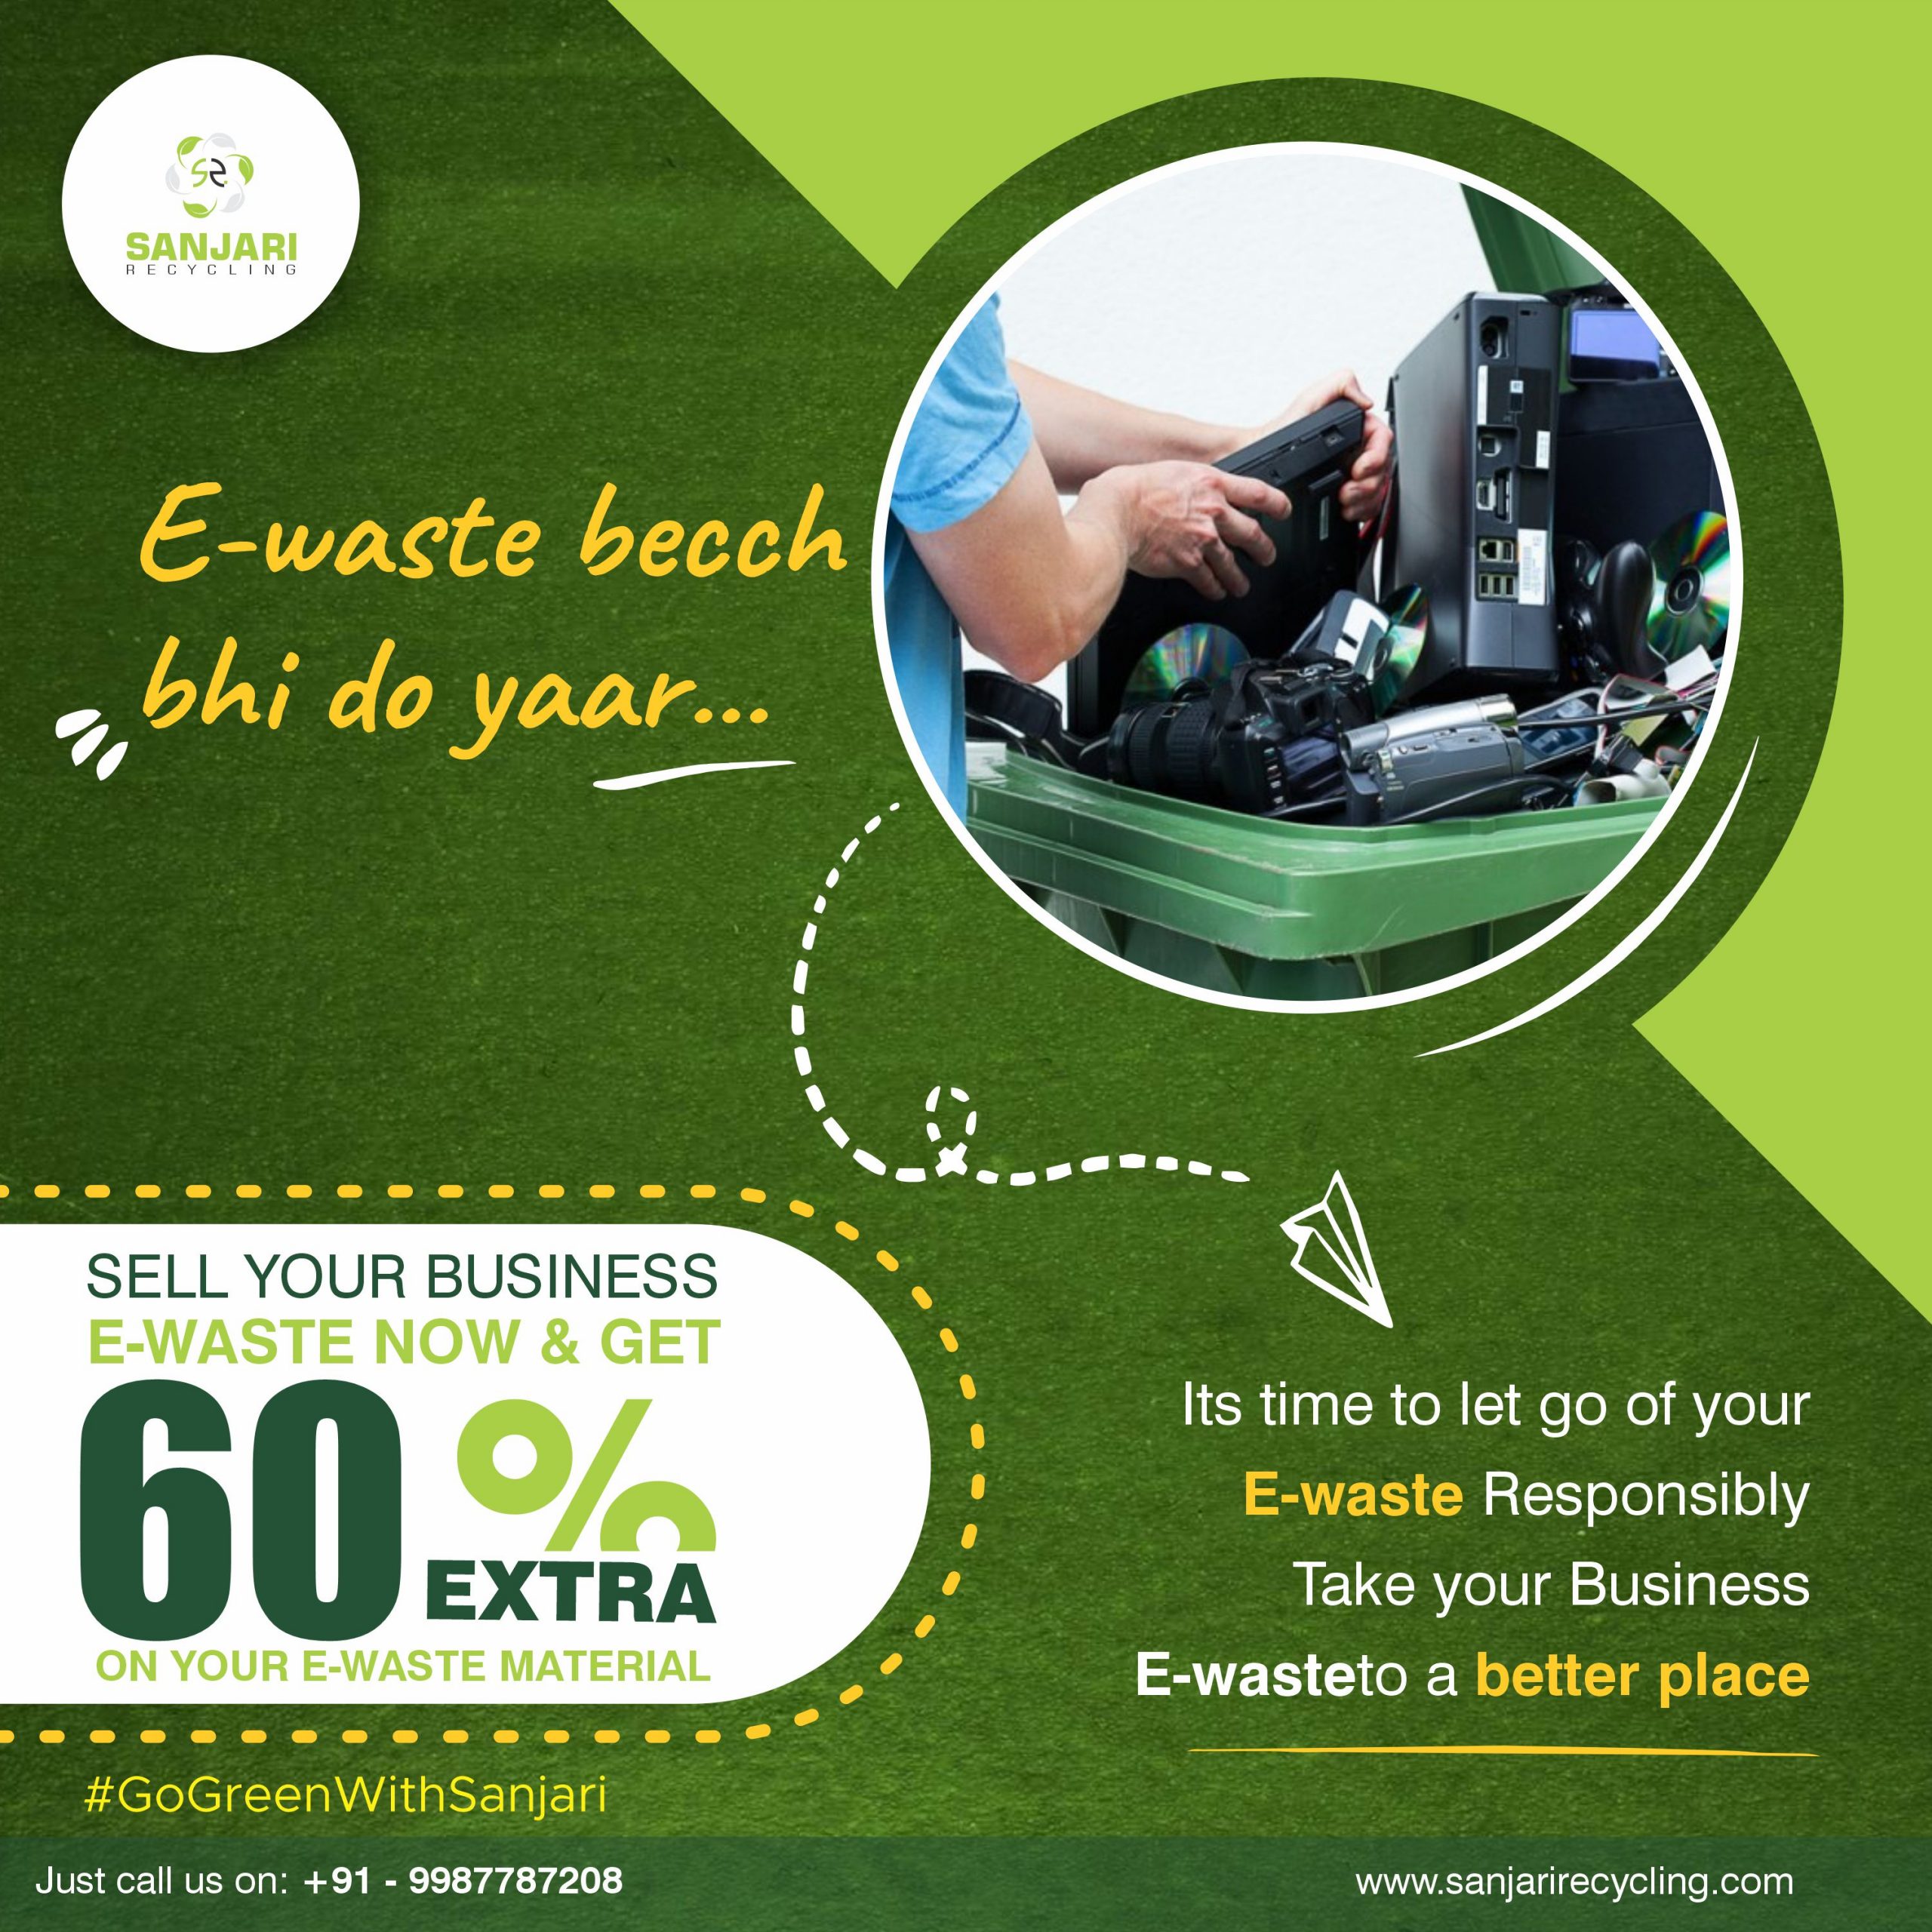 SANJARI
RECYCLING
E-waste becch
bhi do yaar...
SELL YOUR BUSINESS
E-WASTE NOW & GET
60%
EXTRA
ON YOUR E-WASTE MATERIAL
Its time to let go of your
E-waste Responsibly
Take your Business
E-wasteto a better place
#GoGreenWithSanjari
Just call us on: +91 - 9987787208
www.sanjarirecycling.com